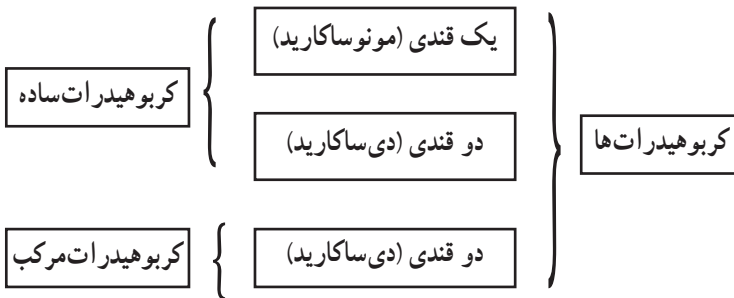 یک قندی (مونوساکارید)
کربوهیدرات‌ساده
دو قندی (دی‌ساکارید)
کربوهیدرات‌ها
دو قندی (دی‌ساکارید)
کربوهیدرات‌مرکب